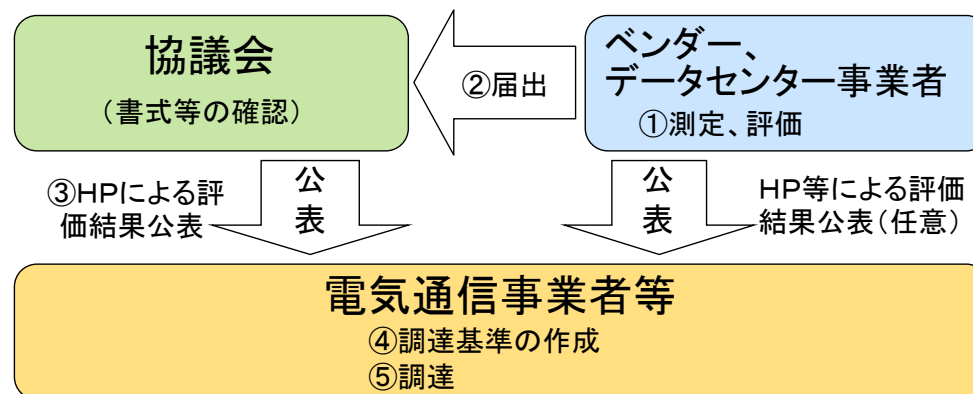 協議会
（書式等の確認）
②届出
ベンダー、
データセンター事業者
①測定、評価
③ＨＰによる評
価結果公表
公
表
公
表
ＨＰ等による評価
結果公表（任意）
電気通信事業者等
④調達基準の作成
⑤調達